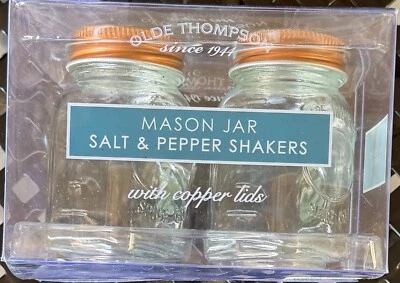 OLDE THOMPSON
since 1944
MASON JAR
SALT & PEPPER SHAKERS
with copper lids